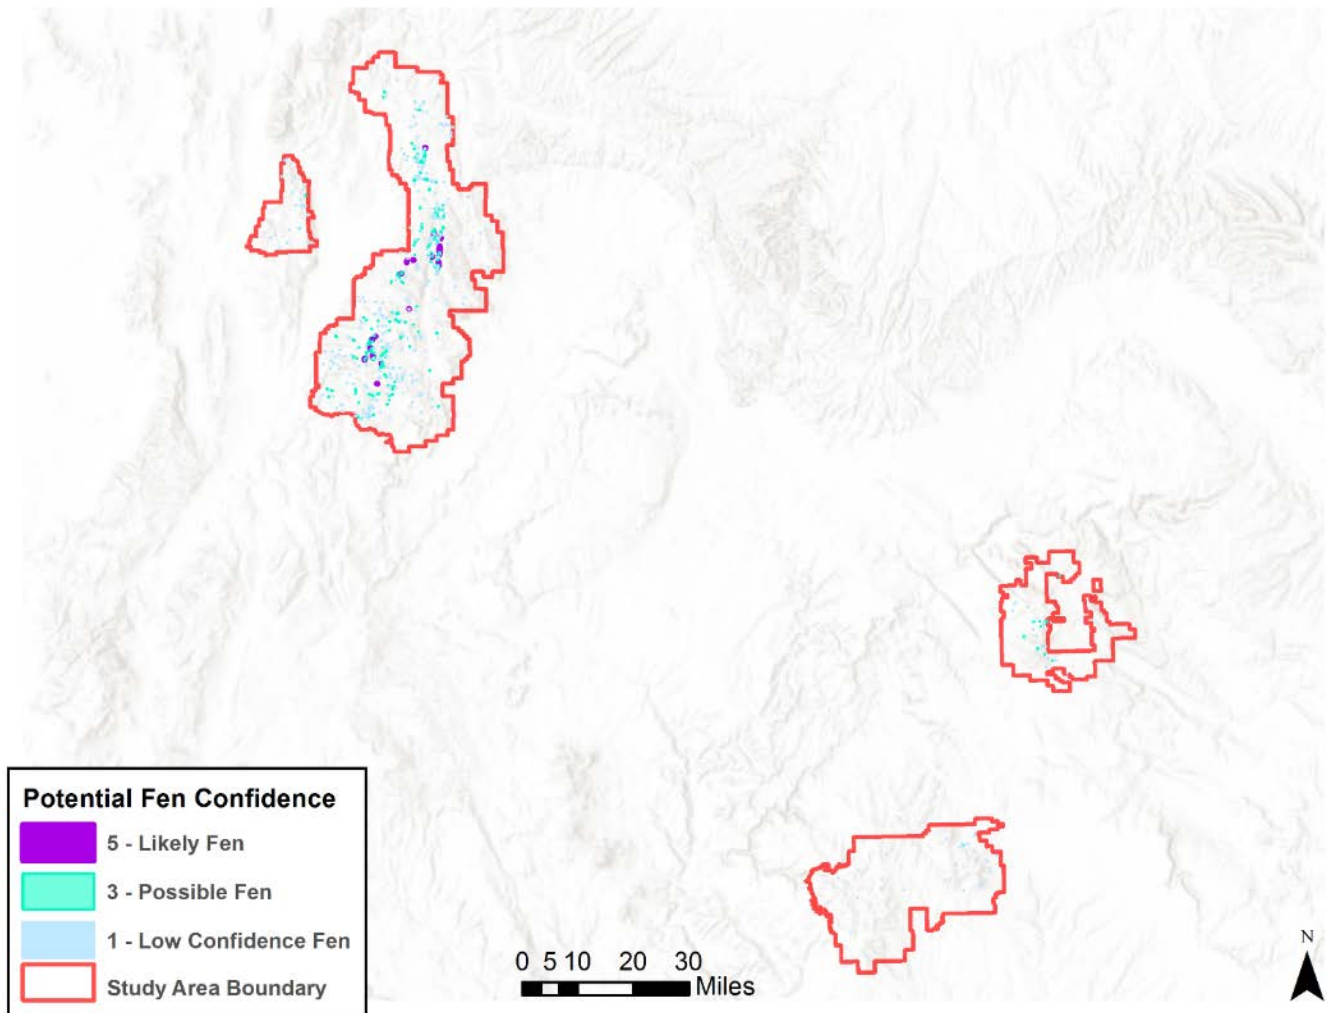 Potential Fen Confidence
5 - Likely Fen
3 - Possible Fen
1 - Low Confidence Fen
Study Area Boundary
0 5 10 20 30
Miles
N